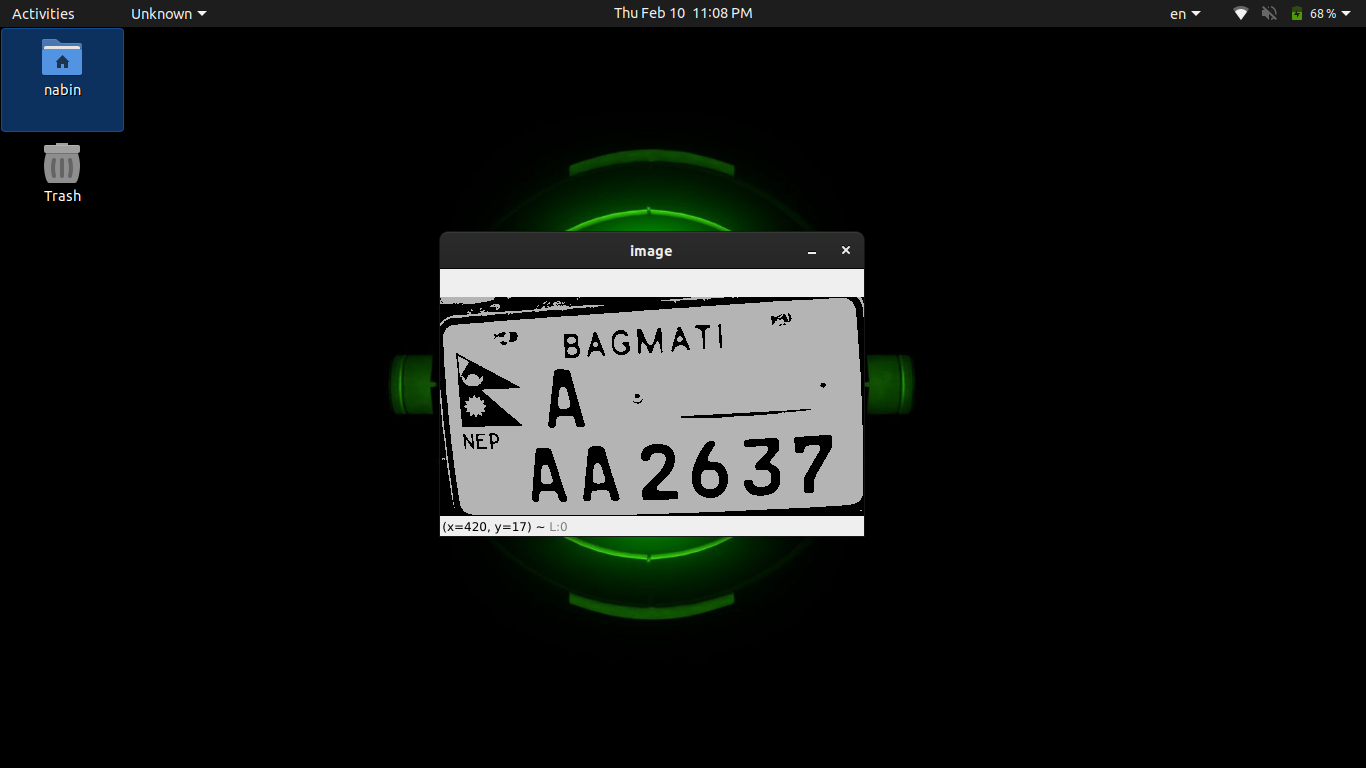 Activities
Unknown
Thu Feb 10 11:08 PM
en
68 %
nabin
Trash
image
BAGMATI
A
NEP
AA 2637
(x=420, y=17) ~ L:0